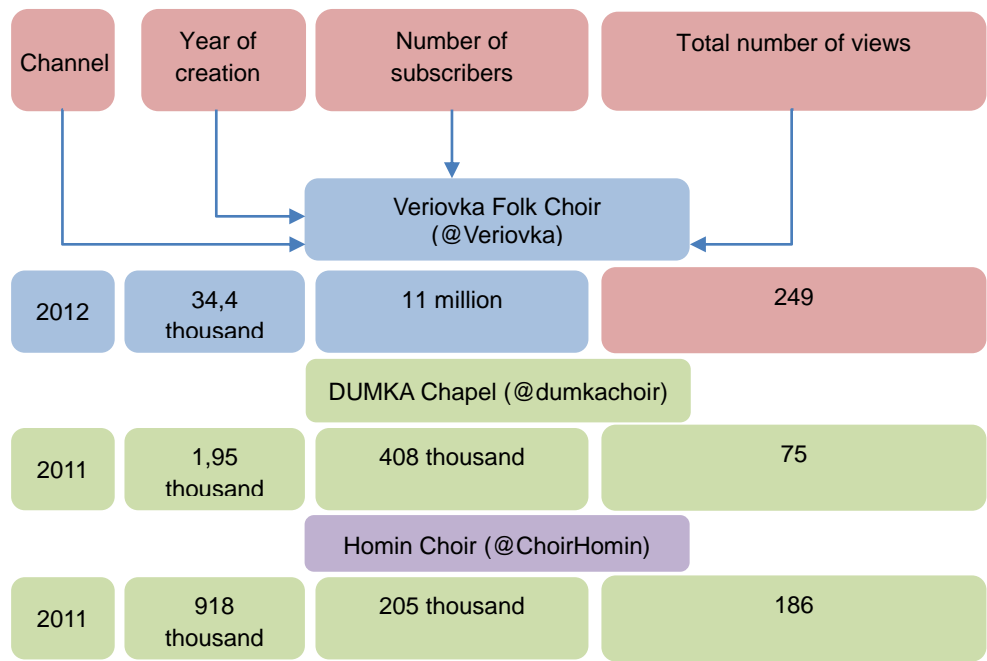 Channel
Year of
creation
Number of
subscribers
Total number of views
Veriovka Folk Choir
(@Veriovka)
2012
34,4
thousand
11 million
249
DUMKA Chapel (@dumkachoir)
2011
1,95
thousand
408 thousand
75
Homin Choir (@ChoirHomin)
2011
918
thousand
205 thousand
186